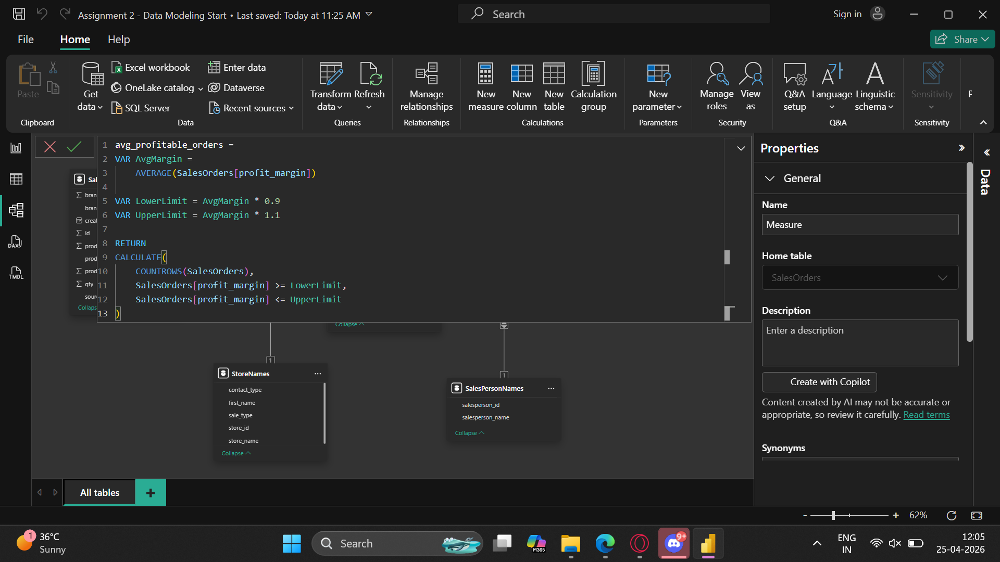 Assignment 2 - Data Modeling Start • Last saved: Today at 11:25 AM
Search
Sign in
File
Home
Help
Share
Paste
Clipboard
Get data
Excel workbook
OneLake catalog
SQL Server
Enter data
Dataverse
Recent sources
Data
Transform data
Refresh
Queries
Manage relationships
Relationships
New measure
New column
New table
Calculation group
Calculations
New parameter
Parameters
Manage roles
View as
Security
Q&A setup
Language
Linguistic schema
Q&A
Sensitivity
Sensitivity
1 avg_profitable_orders =
2 VAR AvgMargin =
3 AVERAGE(SalesOrders[profit_margin])
4
5 VAR LowerLimit = AvgMargin * 0.9
6 VAR UpperLimit = AvgMargin * 1.1
7
8 RETURN
9 CALCULATE(
10 COUNTROWS(SalesOrders),
11 SalesOrders[profit_margin] >= LowerLimit,
12 SalesOrders[profit_margin] <= UpperLimit
13 )
Sal
bran
bran
crea
id
prod
prod
prod
qty
sour
Collaps
Collapse
1
StoreNames
contact_type
first_name
sale_type
store_id
store_name
Collapse
1
SalesPersonNames
salesperson_id
salesperson_name
Collapse
Properties
General
Name
Measure
Home table
SalesOrders
Description
Enter a description
Create with Copilot
Content created by AI may not be accurate or
appropriate, so review it carefully. Read terms
Synonyms
Data
DAX
TMDL
All tables
+
- + 62%
1
36°C
Sunny
Search
M365
9+
ENG
IN
12:05
25-04-2026